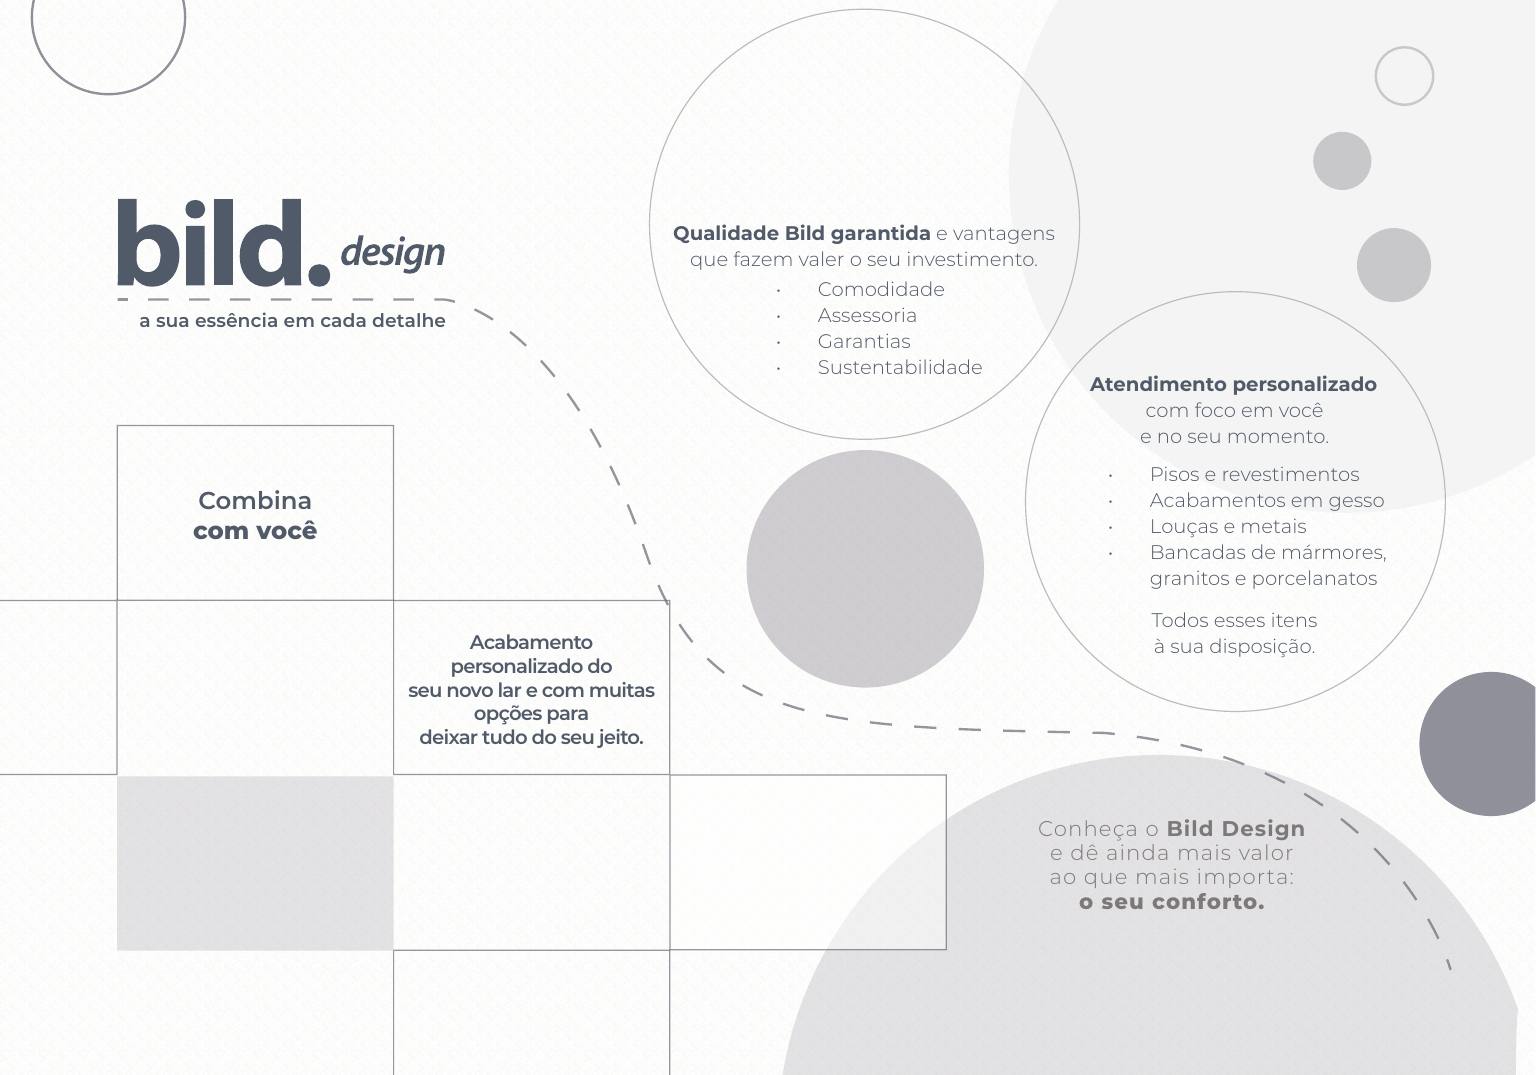 bild. design
a sua essência em cada detalhe
Combina
com você
Acabamento
personalizado do
seu novo lar e com muitas
opções para
deixar tudo do seu jeito.
Qualidade Bild garantida e vantagens
que fazem valer o seu investimento.
· Comodidade
· Assessoria
· Garantias
· Sustentabilidade
Atendimento personalizado
com foco em você
e no seu momento.
· Pisos e revestimentos
· Acabamentos em gesso
· Louças e metais
· Bancadas de mármores,
granitos e porcelanatos
Todos esses itens
à sua disposição.
Conheça o Bild Design
e dê ainda mais valor
ao que mais importa:
o seu conforto.